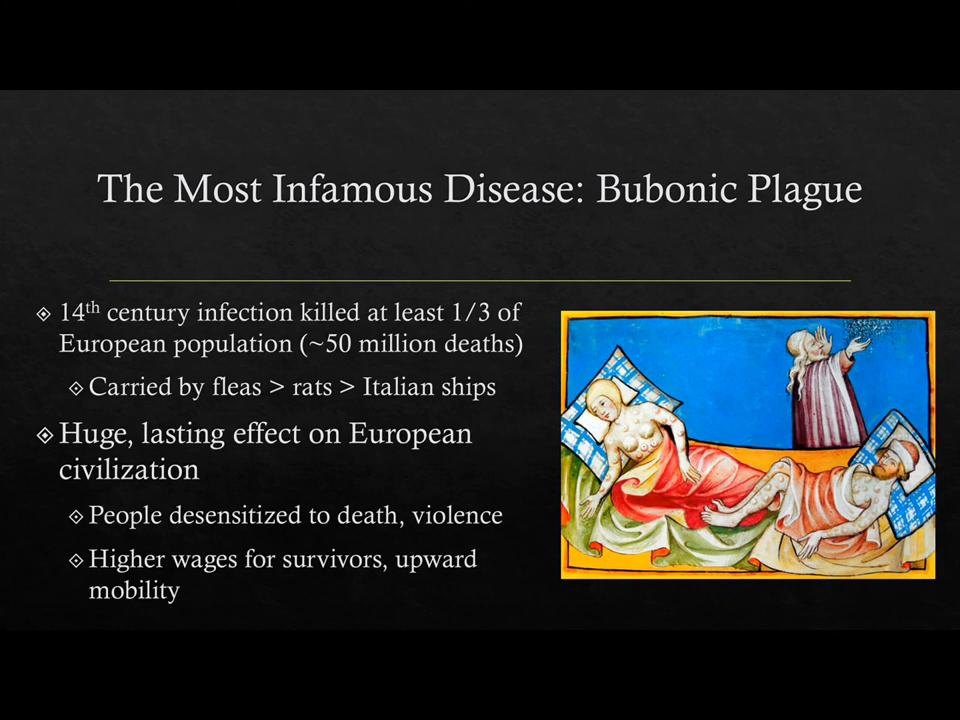 The Most Infamous Disease: Bubonic Plague
14th century infection killed at least 1/3 of
European population (~50 million deaths)
Carried by fleas > rats > Italian ships
Huge, lasting effect on European
civilization
People desensitized to death, violence
Higher wages for survivors, upward
mobility